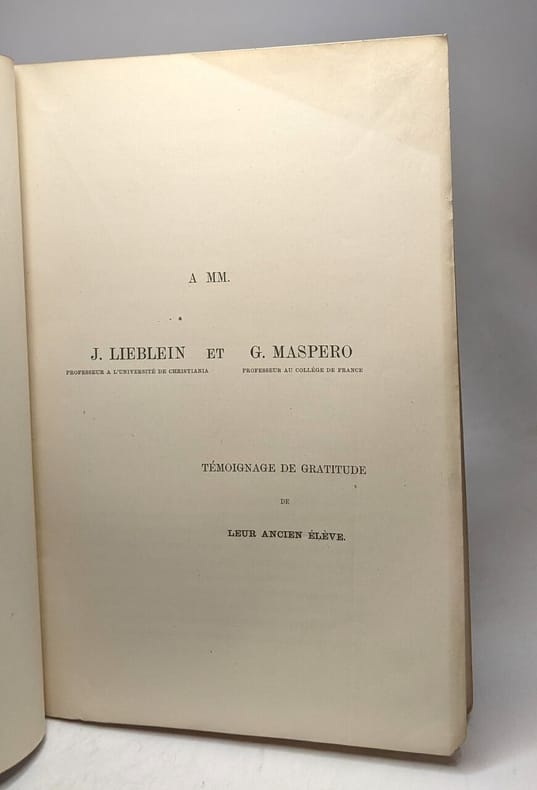 A MM.
J. LIEBLEIN ET G. MASPERO
PROFESSEUR A L'UNIVERSITÉ DE CHRISTIANIA PROFESSEUR AU COLLÈGE DE FRANCE
TÉMOIGNAGE DE GRATITUDE
DE
LEUR ANCIEN ÉLÈVE.